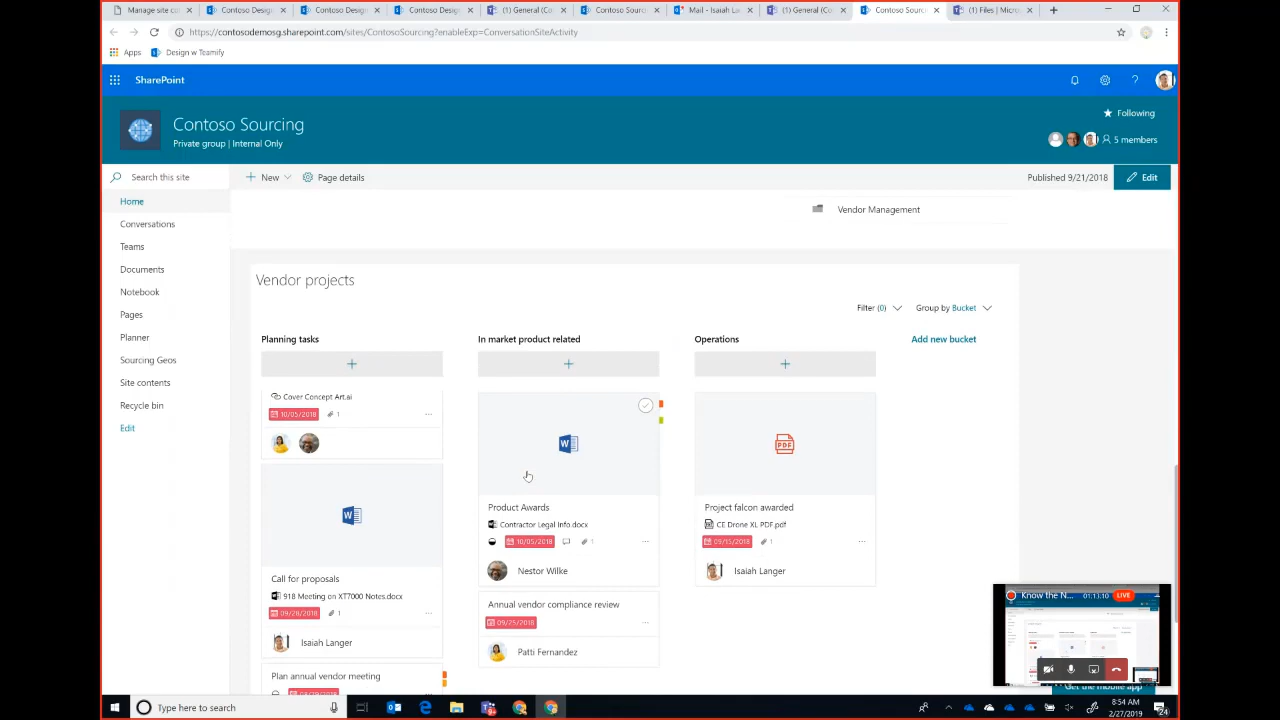 Manage site co
Contoso Desig
Contoso Design
Contoso Design
(1) General (Co
Contoso Sourc
Mail - Isaiah La
(1) General (Co
Contoso Sourc
(1) Files | Micros
https://contosodemosg.sharepoint.com/sites/ContosoSourcing?enableExp=ConversationSiteActivity
Apps Design w Teamify
SharePoint
?
Contoso Sourcing
Private group | Internal Only
Following
5 members
Search this site
New
Page details
Published 9/21/2018
Edit
Home
Conversations
Teams
Documents
Notebook
Pages
Planner
Sourcing Geos
Site contents
Recycle bin
Edit
Vendor Management
Vendor projects
Filter (0)
Group by Bucket
Planning tasks
Cover Concept Art.ai
10/05/2018 1
Call for proposals
918 Meeting on XT7000 Notes.docx
09/28/2018 1
Isaiah Langer
Plan annual vendor meeting
In market product related
Product Awards
Contractor Legal Info.docx
10/05/2018 1
Nestor Wilke
Annual vendor compliance review
09/25/2018
Patti Fernandez
Operations
PDF
Project falcon awarded
CE Drone XL PDF.pdf
09/15/2018 1
Isaiah Langer
Add new bucket
Know the N...
01:13:10
LIVE
Get the mobile app
Type here to search
8:54 AM
2/27/2019
24